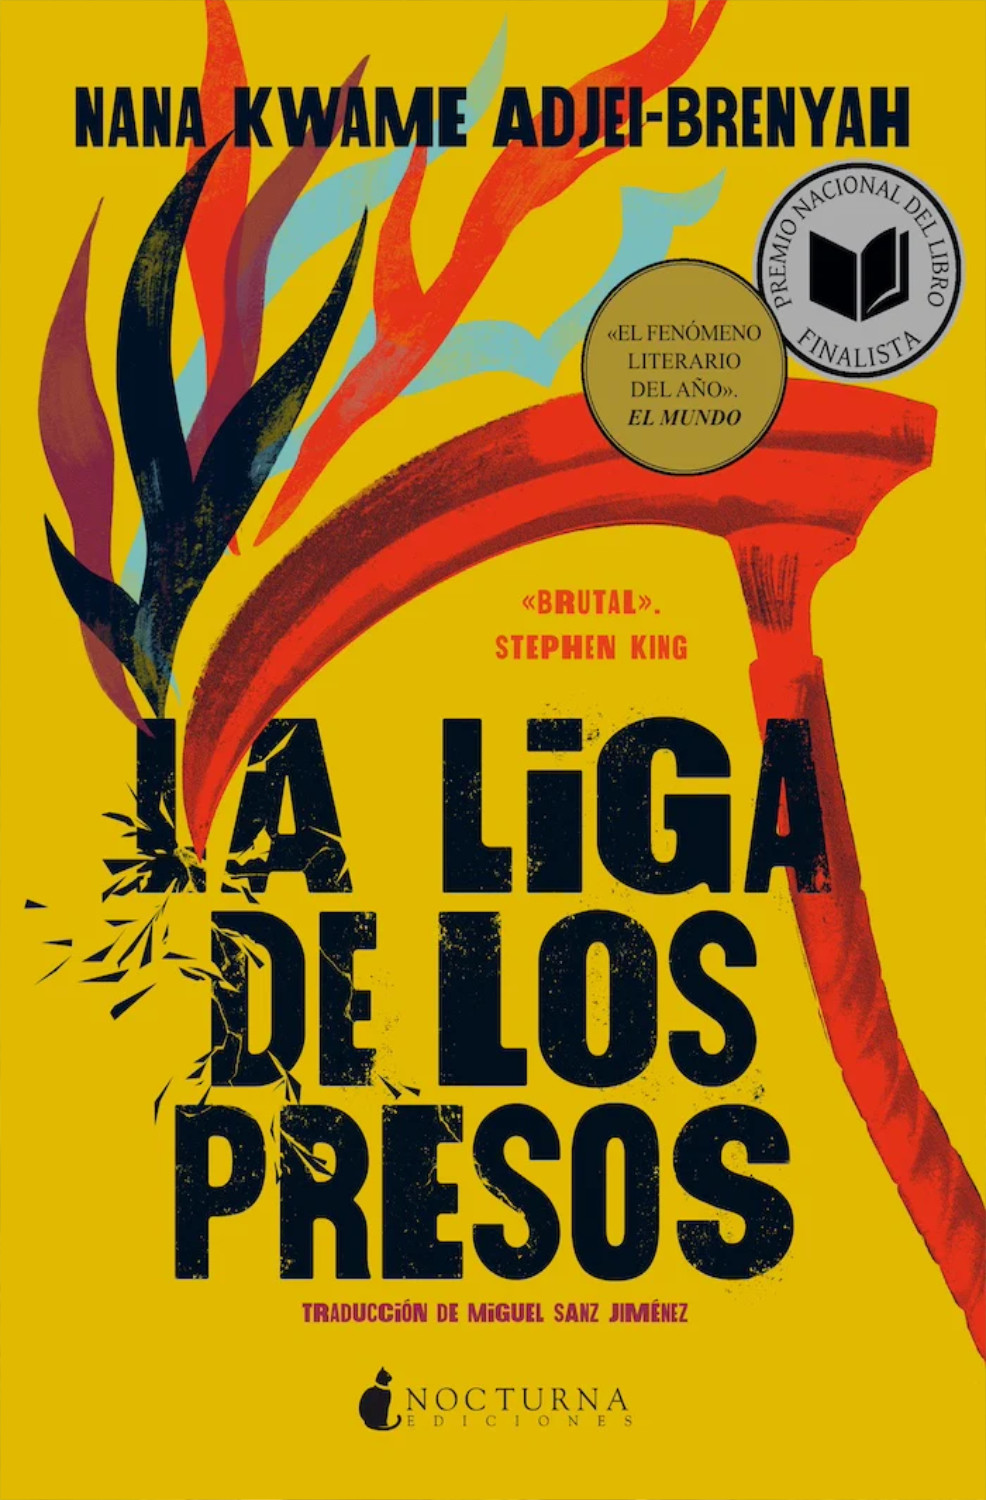 NANA KWAME ADJEI-BRENYAH
PREMIO NACIONAL DEL LIBRO
FINALISTA
«EL FENÓMENO
LITERARIO
DEL AÑO».
EL MUNDO
«BRUTAL».
STEPHEN KING
LA LiGA
DE LOS
PRESOS
TRADUCCiÓN DE MiGUEL SANZ JIMÉNEZ
NOCTURNA
EDICIONES